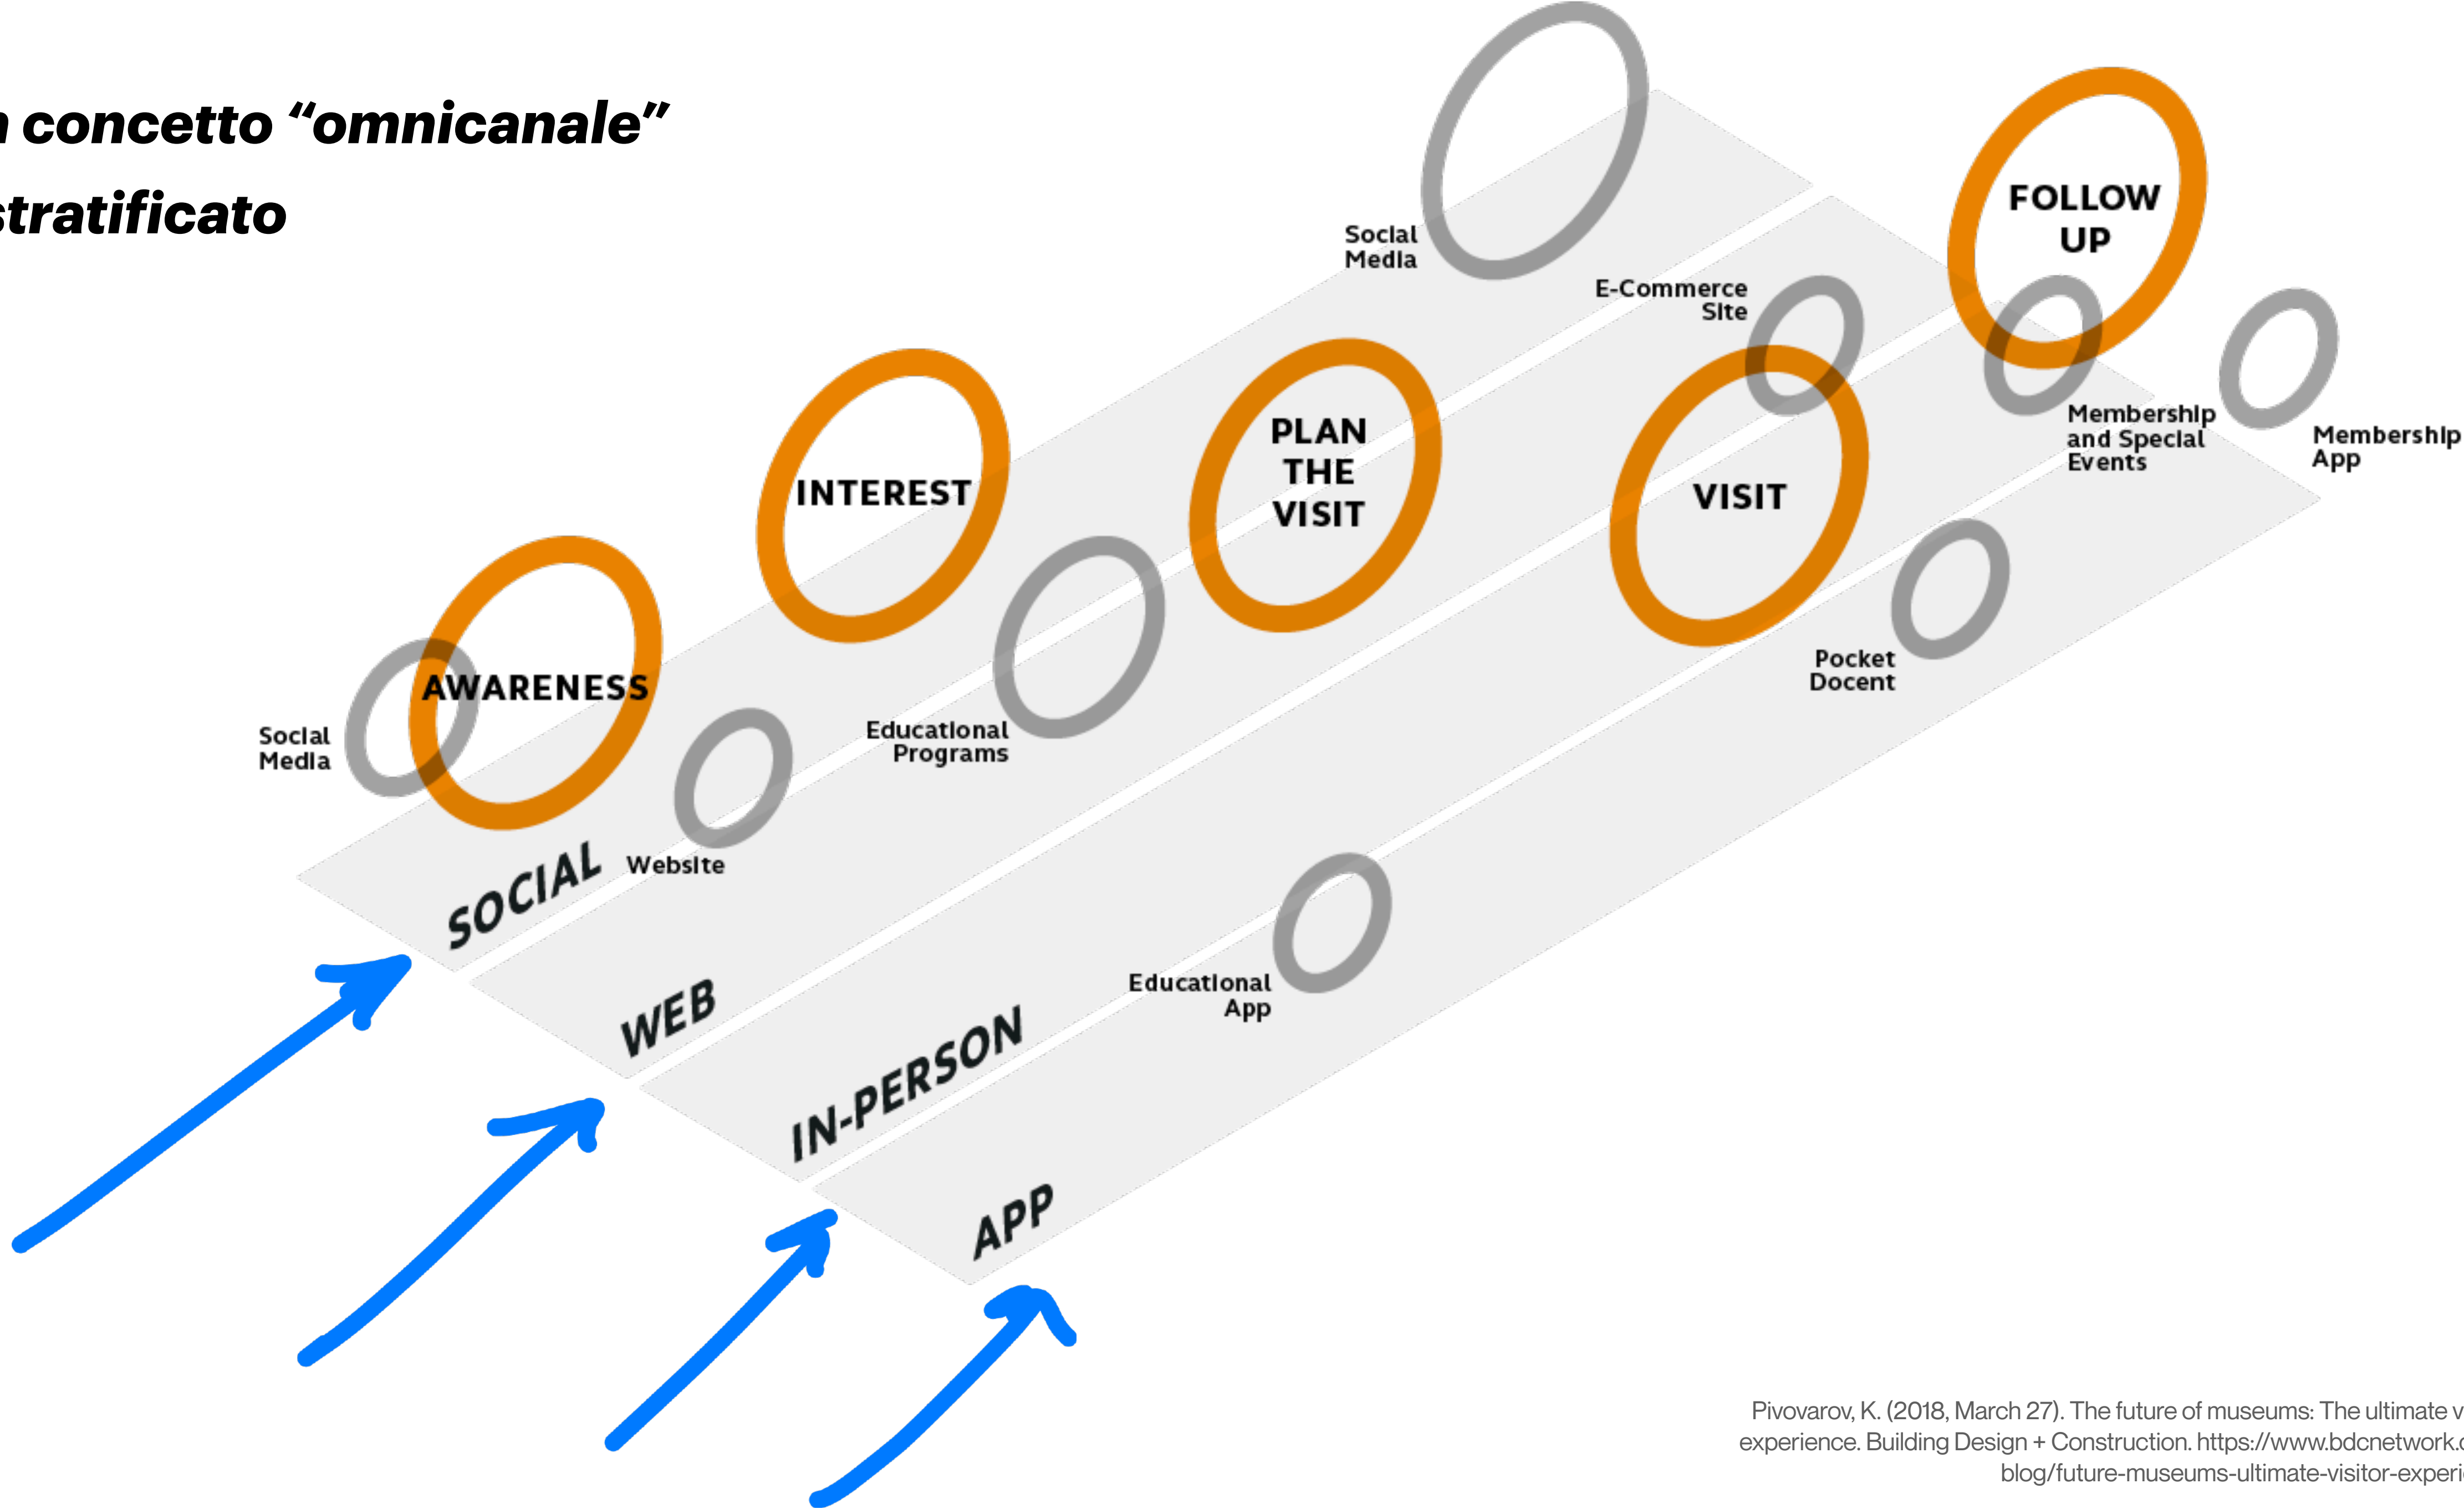 concetto “omnicanale”
stratificato
Social
Media
FOLLOW
UP
E-Commerce
Site
Membership
and Special
Events
Membership
App
PLAN
THE
VISIT
INTEREST
VISIT
AWARENESS
Social
Media
Educational
Programs
Pocket
Docent
Website
SOCIAL
WEB
IN-PERSON
APP
Educational
App
Pivovarov, K. (2018, March 27). The future of museums: The ultimate
experience. Building Design + Construction. https://www.bdcnetwork.
blog/future-museums-ultimate-visitor-experi